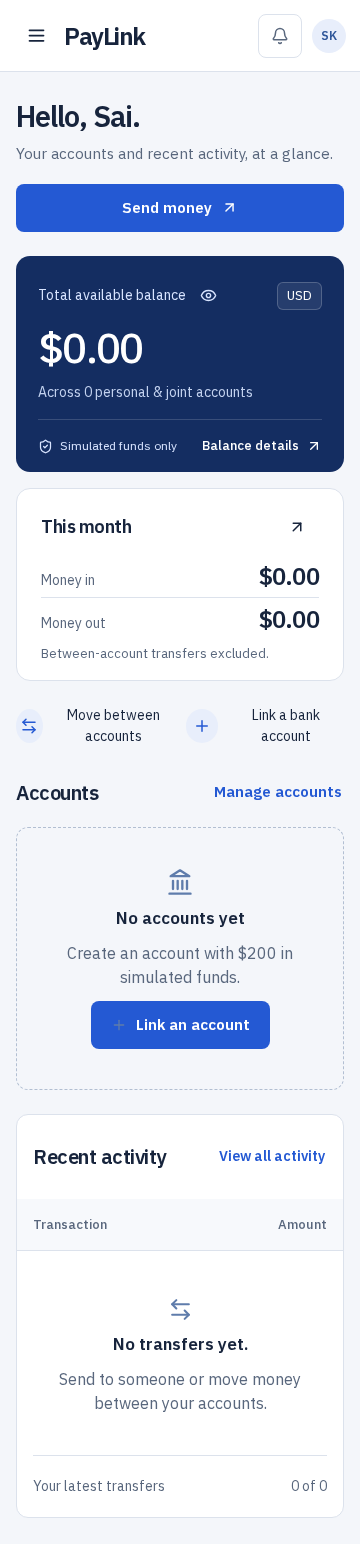 PayLink
SK
Hello, Sai.
Your accounts and recent activity, at a glance.
Send money
Total available balance
USD
$0.00
Across 0 personal & joint accounts
Simulated funds only
Balance details
This month
Money in
$0.00
Money out
$0.00
Between-account transfers excluded.
Move between
accounts
Link a bank
account
Accounts
Manage accounts
No accounts yet
Create an account with $200 in
simulated funds.
Link an account
Recent activity
View all activity
Transaction
Amount
No transfers yet.
Send to someone or move money
between your accounts.
Your latest transfers
0 of 0